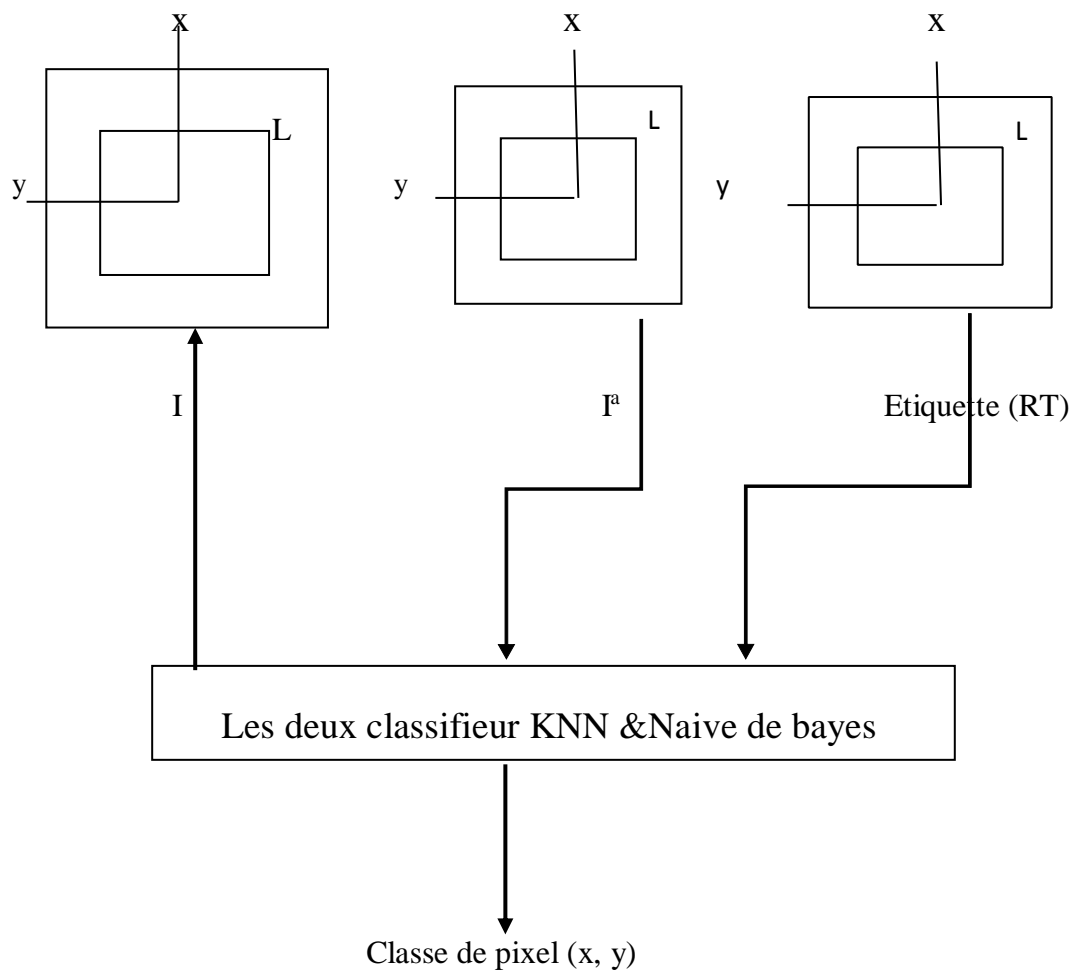 x x x
L L L
y y y
I Iª Etiquette (RT)
Les deux classifieur KNN &Naive de bayes
Classe de pixel (x, y)